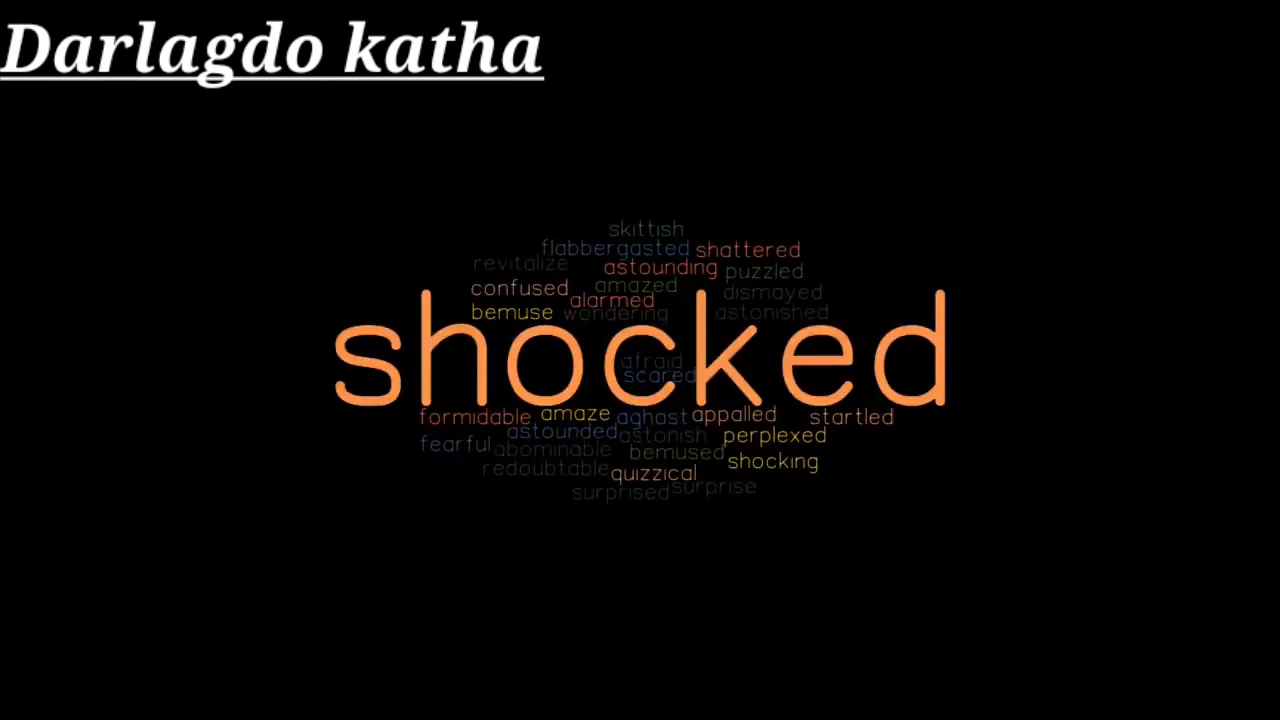 Darlagdo katha
skittish
flabbergasted shattered
revitalize astounding puzzled
confused amazed dismayed
alarmed
bemuse wondering astonished
shocked
afraid
scared
formidable amaze aghast appalled startled
fearful astounded astonish perplexed
abominable bemused shocking
redoubtable quizzical
surprised surprise